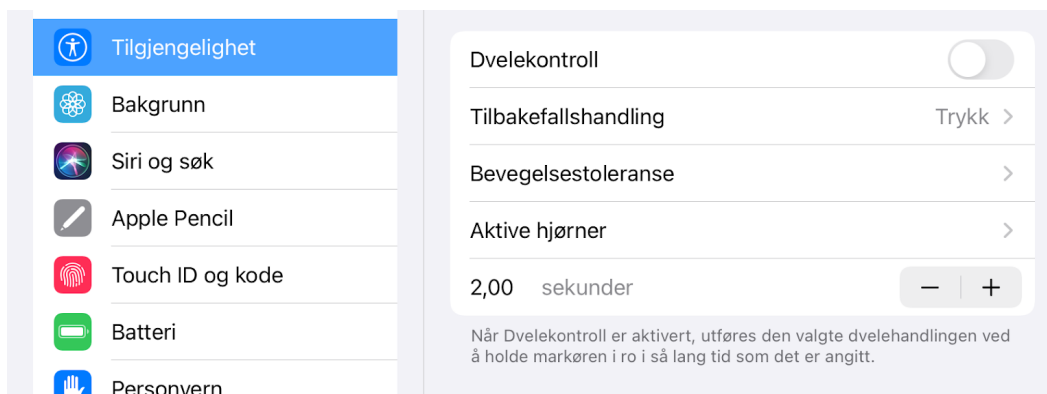 Tilgjengelighet
Bakgrunn
Siri og søk
Apple Pencil
Touch ID og kode
Batteri
Personvern
Dvelekontroll
Tilbakefallshandling Trykk
Bevegelsestoleranse
Aktive hjørner
2,00 sekunder
Når Dvelekontroll er aktivert, utføres den valgte dvelehandlingen ved
å holde markøren i ro i så lang tid som det er angitt.